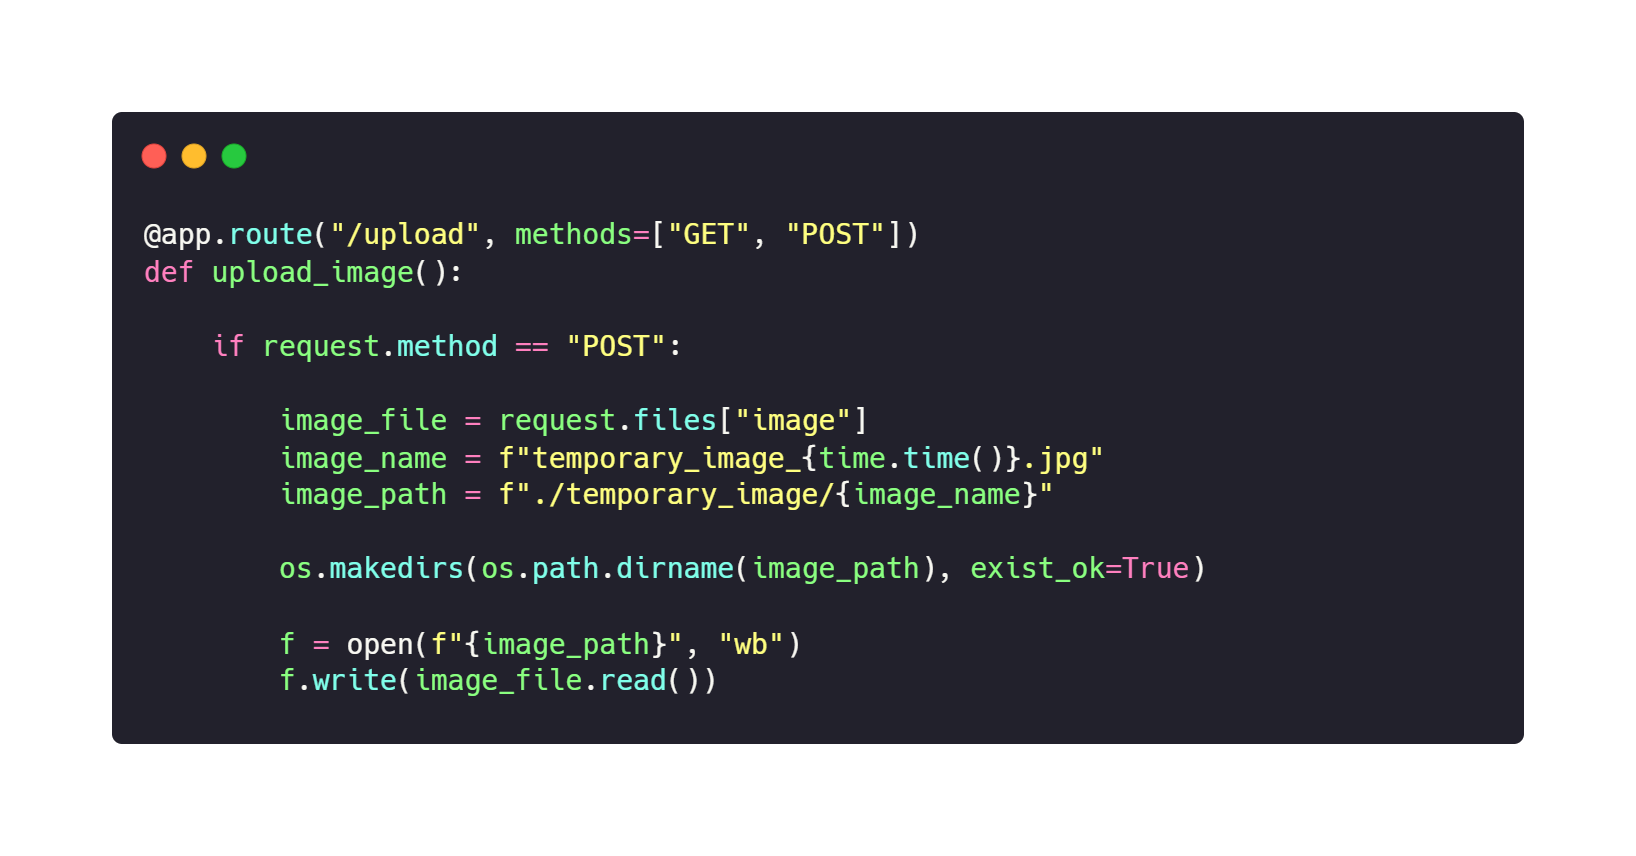 @app.route("/upload", methods=["GET", "POST"])
def upload_image():
    if request.method == "POST":
        image_file = request.files["image"]
        image_name = f"temporary_image_{time.time()}.jpg"
        image_path = f"./temporary_image/{image_name}"
        os.makedirs(os.path.dirname(image_path), exist_ok=True)
        f = open(f"{image_path}", "wb")
        f.write(image_file.read())